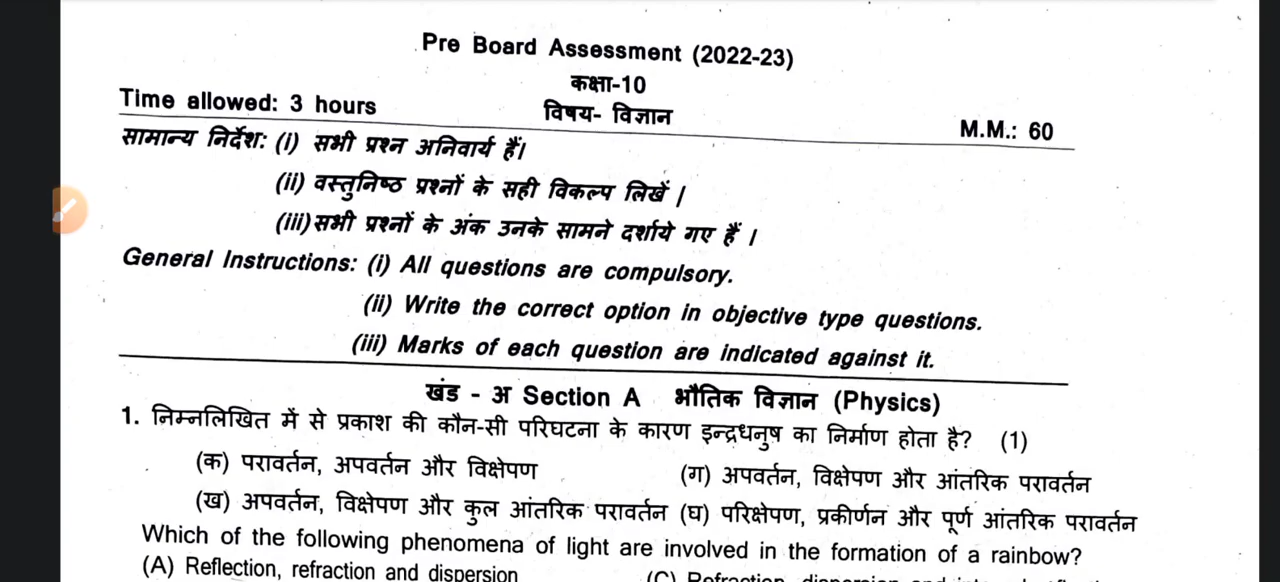 Pre Board Assessment (2022-23)
कक्षा-10
Time allowed: 3 hours
विषय- विज्ञान
M.M.: 60
सामान्य निर्देश: (i) सभी प्रश्न अनिवार्य हैं।
(ii) वस्तुनिष्ठ प्रश्नों के सही विकल्प लिखें |
(iii) सभी प्रश्नों के अंक उनके सामने दर्शाये गए हैं |
General Instructions: (i) All questions are compulsory.
(ii) Write the correct option in objective type questions.
(iii) Marks of each question are indicated against it.
खंड - अ Section A भौतिक विज्ञान (Physics)
1. निम्नलिखित में से प्रकाश की कौन-सी परिघटना के कारण इन्द्रधनुष का निर्माण होता है? (1)
(क) परावर्तन, अपवर्तन और विक्षेपण (ग) अपवर्तन, विक्षेपण और आंतरिक परावर्तन
(ख) अपवर्तन, विक्षेपण और कुल आंतरिक परावर्तन (घ) परिक्षेपण, प्रकीर्णन और पूर्ण आंतरिक परावर्तन
Which of the following phenomena of light are involved in the formation of a rainbow?
(A) Reflection, refraction and dispersion (C) Refraction, dispersion and